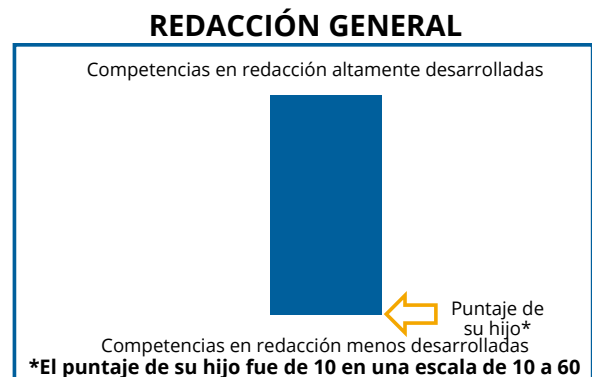 REDACCIÓN GENERAL
Competencias en redacción altamente desarrolladas
Puntaje de
su hijo*
Competencias en redacción menos desarrolladas
*El puntaje de su hijo fue de 10 en una escala de 10 a 60